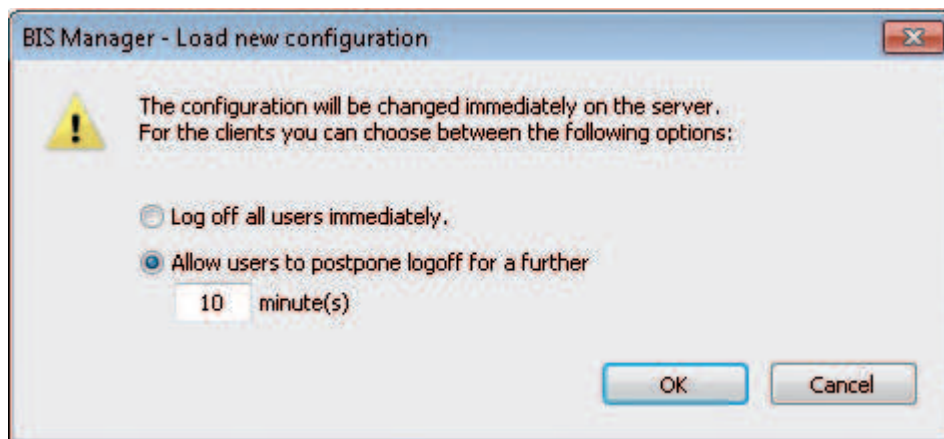 BIS Manager - Load new configuration
The configuration will be changed immediately on the server.
For the clients you can choose between the following options:
Log off all users immediately.
Allow users to postpone logoff for a further
10 minute(s)
OK Cancel